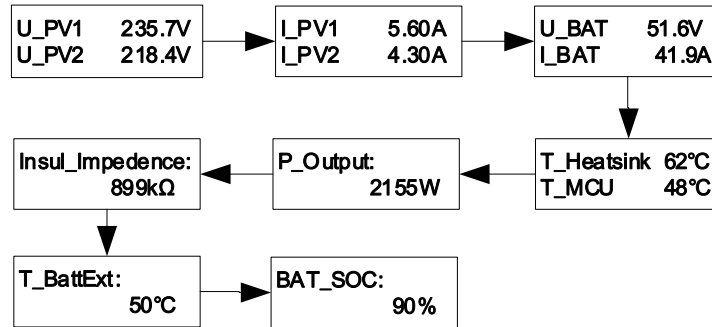 U_PV1 235.7V
U_PV2 218.4V
I_PV1 5.60A
I_PV2 4.30A
U_BAT 51.6V
I_BAT 41.9A
T_Heatsink 62°C
T_MCU 48°C
P_Output:
2155W
Insul_Impedence:
899kΩ
T_BattExt:
50°C
BAT_SOC:
90%